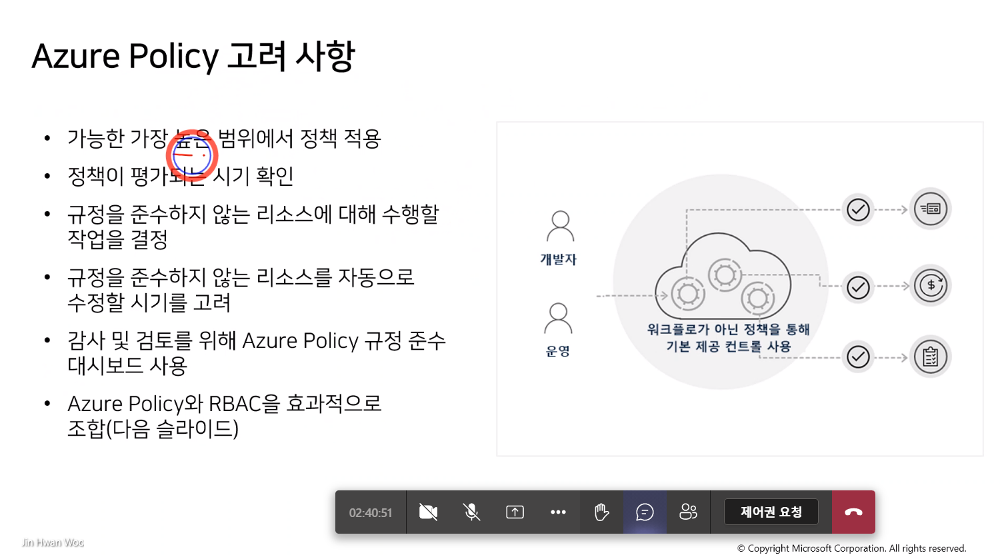 Azure Policy 고려 사항
• 가능한 가장 높은 범위에서 정책 적용
• 정책이 평가되는 시기 확인
• 규정을 준수하지 않는 리소스에 대해 수행할
작업을 결정
• 규정을 준수하지 않는 리소스를 자동으로
수정할 시기를 고려
• 감사 및 검토를 위해 Azure Policy 규정 준수
대시보드 사용
• Azure Policy와 RBAC을 효과적으로
조합(다음 슬라이드)
개발자
운영
워크플로가 아닌 정책을 통해
기본 제공 컨트롤 사용
$
02:40:51
제어권 요청
Jin Hwan Woo
© Copyright Microsoft Corporation. All rights reserved.